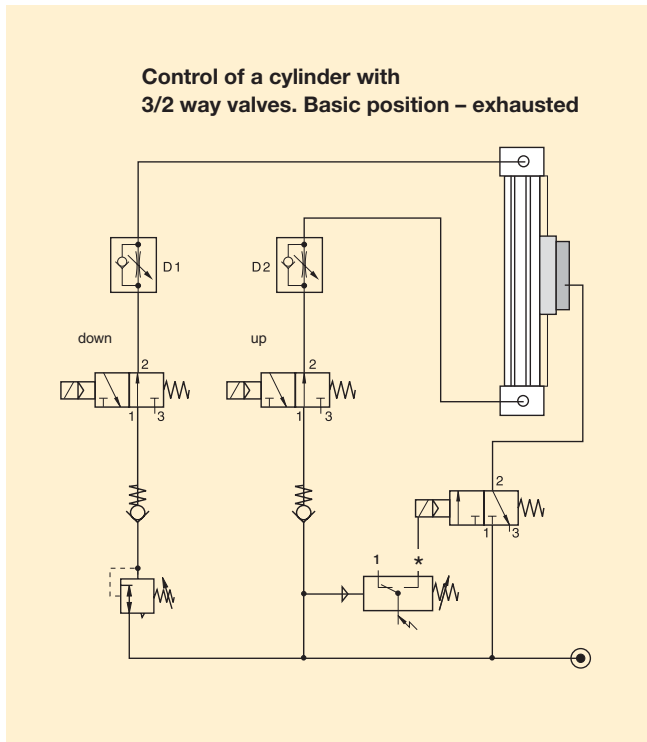 Control of a cylinder with
3/2 way valves. Basic position – exhausted
D1
D2
down
up
2
2
1 3
1 3
2
1 3
1 *